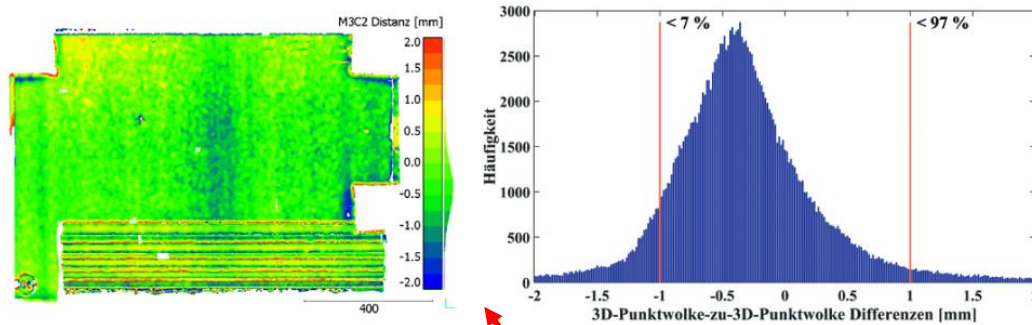 M3C2 Distanz [mm]
2.0
1.5
1.0
0.5
0.0
-0.5
-1.0
-1.5
-2.0
400
3000
2500
2000
1500
1000
500
0
Häufigkeit
< 7 %
< 97 %
-2 -1.5 -1 -0.5 0 0.5 1 1.5
3D-Punktwolke-zu-3D-Punktwolke Differenzen [mm]